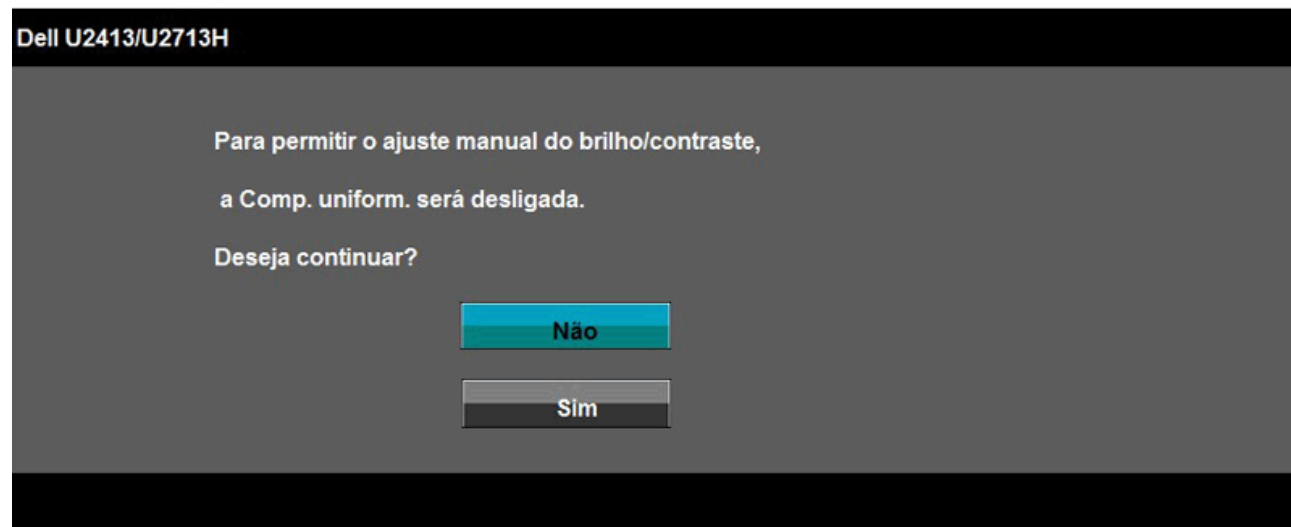 Dell U2413/U2713H
Para permitir o ajuste manual do brilho/contraste,
a Comp. uniform. será desligada.
Deseja continuar?
Não
Sim